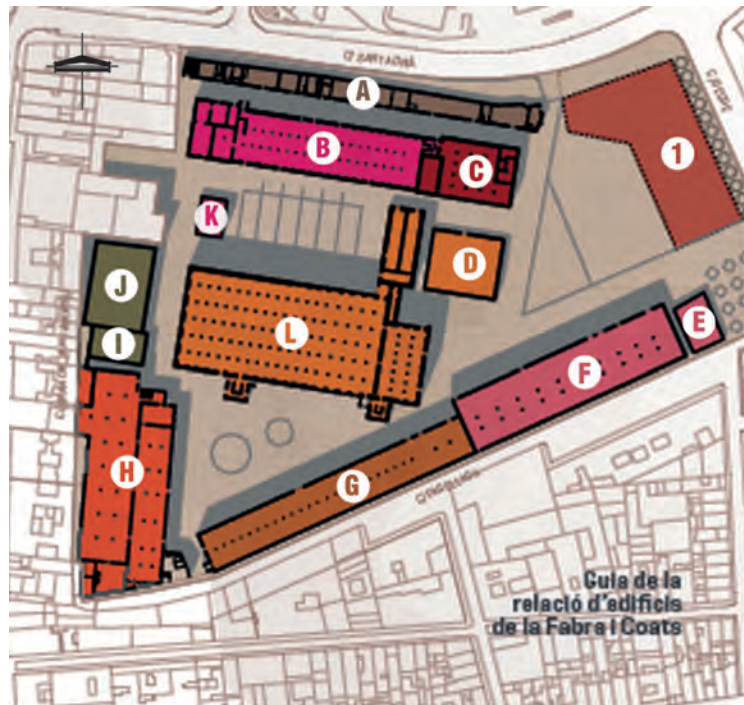 A
B
C
1
K
D
J
E
L
I
F
H
G
Guia de la
relació d'edificis
de la Fabra i Coats